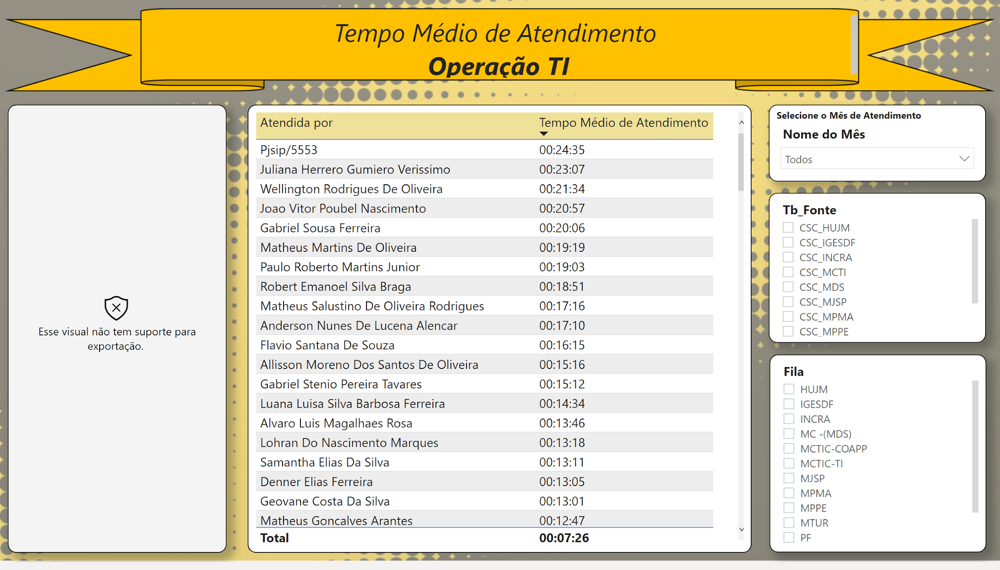 Tempo Médio de Atendimento
Operação TI
Esse visual não tem suporte para
exportação.
Atendida por Tempo Médio de Atendimento
Pjsip/5553 00:24:35
Juliana Herrero Gumiero Verissimo 00:23:07
Wellington Rodrigues De Oliveira 00:21:34
Joao Vitor Poubel Nascimento 00:20:57
Gabriel Sousa Ferreira 00:20:06
Matheus Martins De Oliveira 00:19:19
Paulo Roberto Martins Junior 00:19:03
Robert Emanoel Silva Braga 00:18:51
Matheus Salustino De Oliveira Rodrigues 00:17:16
Anderson Nunes De Lucena Alencar 00:17:10
Flavio Santana De Souza 00:16:15
Allisson Moreno Dos Santos De Oliveira 00:15:16
Gabriel Stenio Pereira Tavares 00:15:12
Luana Luisa Silva Barbosa Ferreira 00:14:34
Alvaro Luis Magalhaes Rosa 00:13:46
Lohran Do Nascimento Marques 00:13:18
Samantha Elias Da Silva 00:13:11
Denner Elias Ferreira 00:13:05
Geovane Costa Da Silva 00:13:01
Matheus Goncalves Arantes 00:12:47
Total 00:07:26
Selecione o Mês de Atendimento
Nome do Mês
Todos
Tb_Fonte
CSC_HUJM
CSC_IGESDF
CSC_INCRA
CSC_MCTI
CSC_MDS
CSC_MJSP
CSC_MPMA
CSC_MPPE
Fila
HUJM
IGESDF
INCRA
MC -(MDS)
MCTIC-COAPP
MCTIC-TI
MJSP
MPMA
MPPE
MTUR
PF